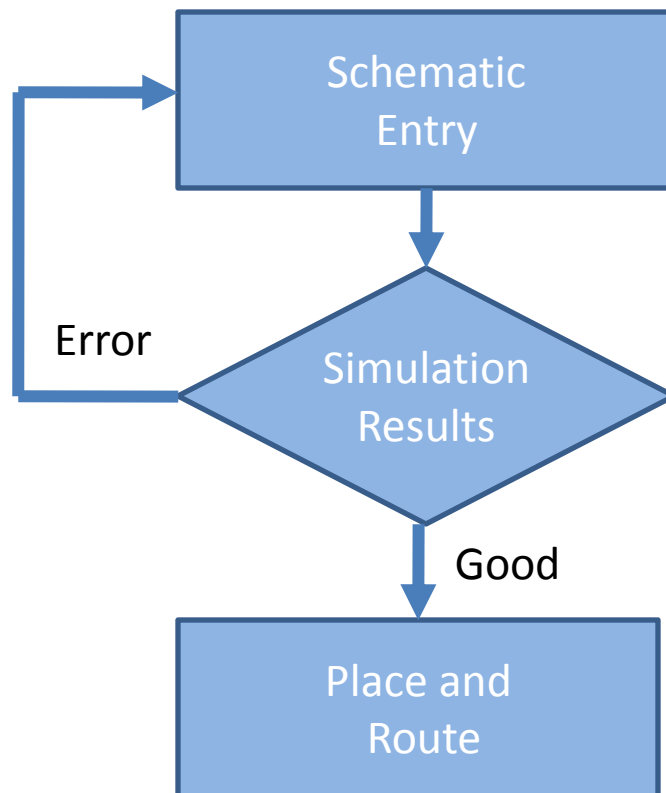 Schematic
Entry
Error
Simulation
Results
Good
Place and
Route